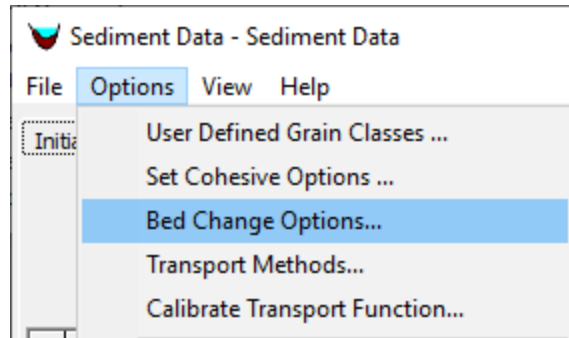 Sediment Data - Sediment Data
File Options View Help
Initia
User Defined Grain Classes ...
Set Cohesive Options ...
Bed Change Options...
Transport Methods...
Calibrate Transport Function...